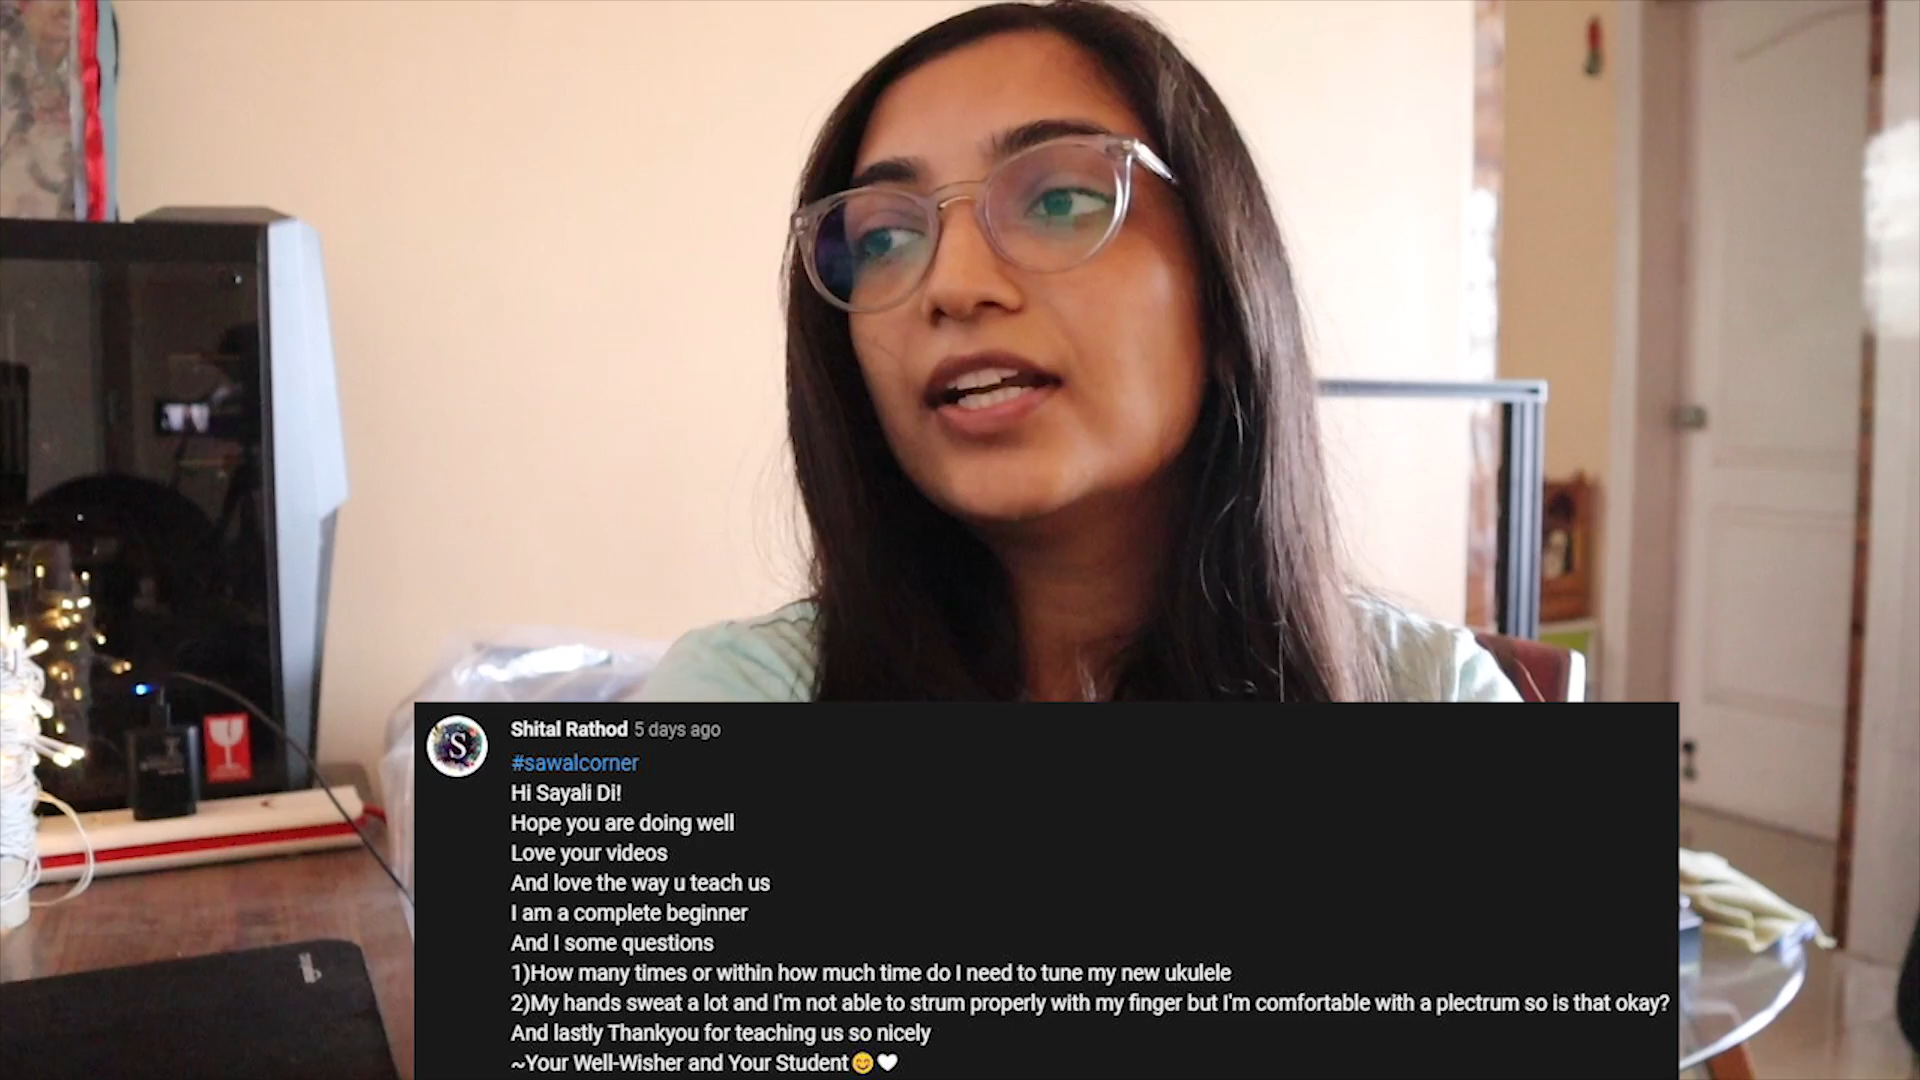 Shital Rathod 5 days ago
#sawalcorner
Hi Sayali Di!
Hope you are doing well
Love your videos
And love the way u teach us
I am a complete beginner
And I some questions
1)How many times or within how much time do I need to tune my new ukulele
2)My hands sweat a lot and I'm not able to strum properly with my finger but I'm comfortable with a plectrum so is that okay?
And lastly Thankyou for teaching us so nicely
~Your Well-Wisher and Your Student😊🤍